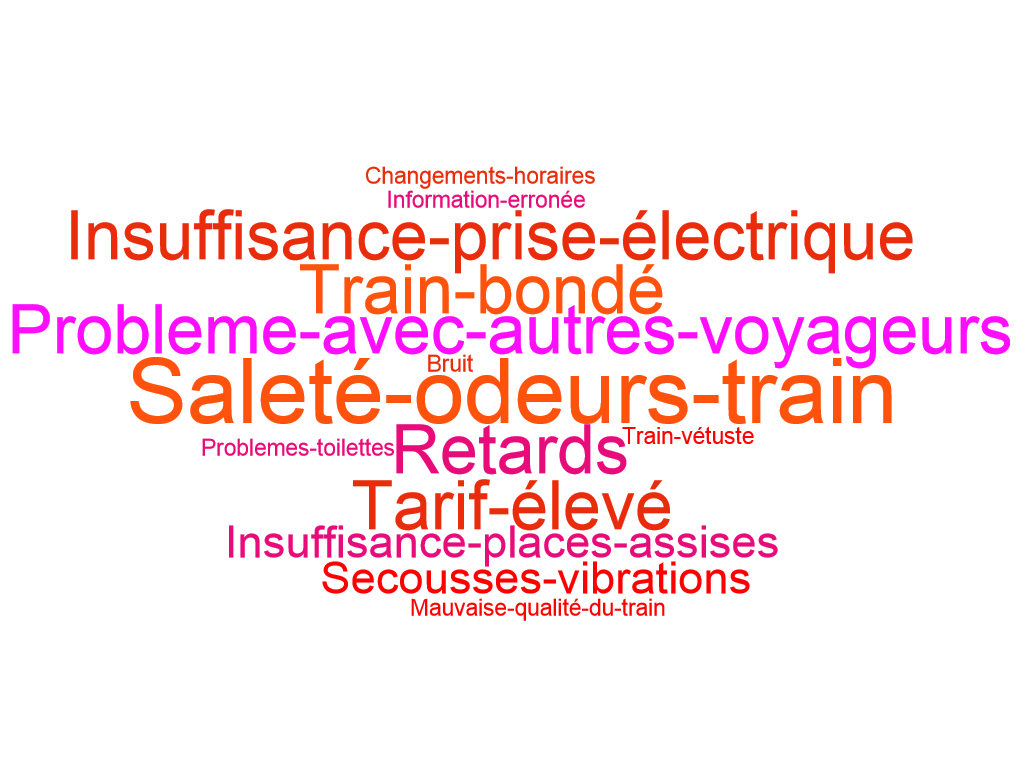 Changements-horaires
Information-erronée
Insuffisance-prise-électrique
Train-bondé
Probleme-avec-autres-voyageurs
Bruit
Saleté-odeurs-train
Train-vétuste
Problemes-toilettes
Retards
Tarif-élevé
Insuffisance-places-assises
Secousses-vibrations
Mauvaise-qualité-du-train